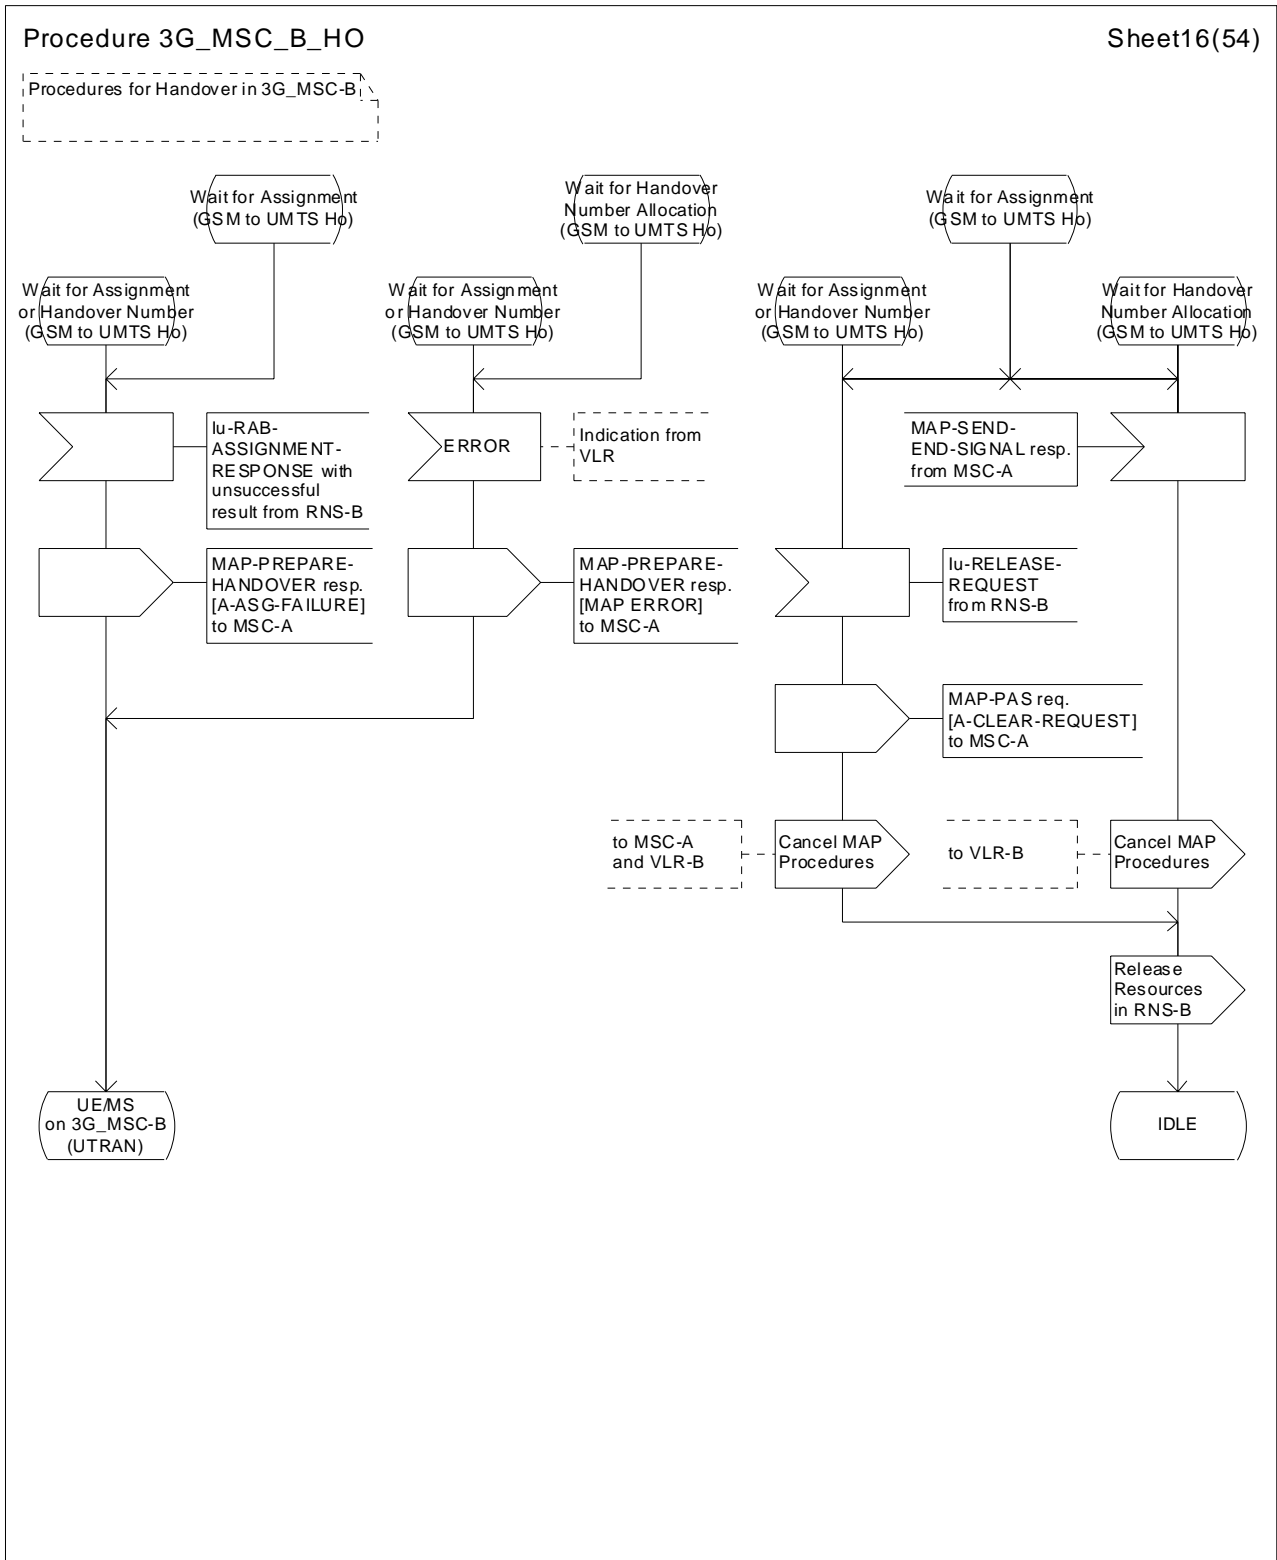 Procedure 3G_MSC_B_HO
Sheet16(54)
Procedures for Handover in 3G_MSC-B
Wait for Assignment
(GSM to UMTS Ho)
Wait for Handover
Number Allocation
(GSM to UMTS Ho)
Wait for Assignment
(GSM to UMTS Ho)
Wait for Assignment
or Handover Number
(GSM to UMTS Ho)
Wait for Assignment
or Handover Number
(GSM to UMTS Ho)
Wait for Assignment
or Handover Number
(GSM to UMTS Ho)
Wait for Handover
Number Allocation
(GSM to UMTS Ho)
Iu-RAB-
ASSIGNMENT-
RESPONSE with
unsuccessful
result from RNS-B
ERROR
Indication from
VLR
MAP-SEND-
END-SIGNAL resp.
from MSC-A
MAP-PREPARE-
HANDOVER resp.
[A-ASG-FAILURE]
to MSC-A
MAP-PREPARE-
HANDOVER resp.
[MAP ERROR]
to MSC-A
Iu-RELEASE-
REQUEST
from RNS-B
MAP-PAS req.
[A-CLEAR-REQUEST]
to MSC-A
to MSC-A
and VLR-B
Cancel MAP
Procedures
to VLR-B
Cancel MAP
Procedures
Release
Resources
in RNS-B
UE/MS
on 3G_MSC-B
(UTRAN)
IDLE